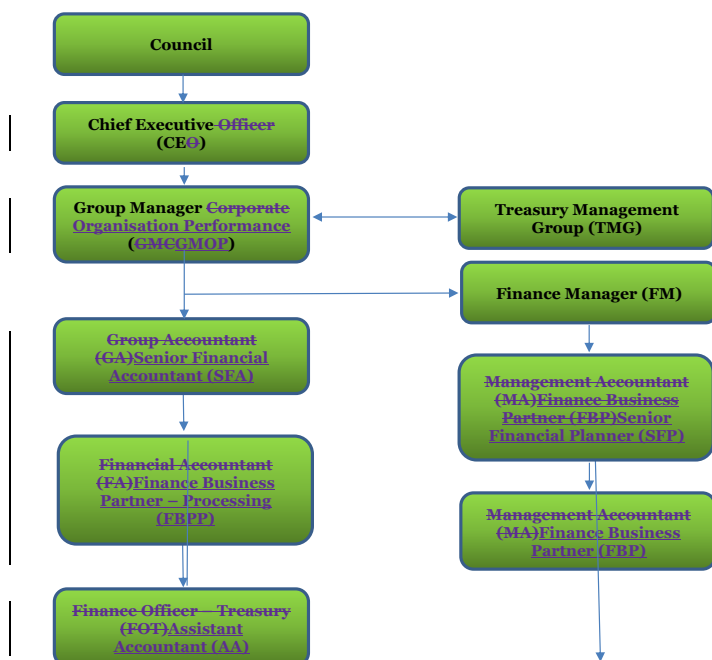 Council
Chief Executive Officer
(CEO)
Group Manager Corporate
Organisation Performance
(GMCGMOP)
Treasury Management
Group (TMG)
Finance Manager (FM)
Group Accountant
(GA)Senior Financial
Accountant (SFA)
Management Accountant
(MA)Finance Business
Partner (FBP)Senior
Financial Planner (SFP)
Financial Accountant
(FA)Finance Business
Partner – Processing
(FBPP)
Management Accountant
(MA)Finance Business
Partner (FBP)
Finance Officer – Treasury
(FOT)Assistant
Accountant (AA)